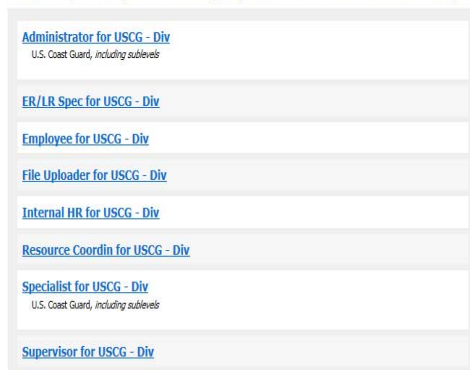 Administrator for USCG - Div
U.S. Coast Guard, including sublevels
ER/LR Spec for USCG - Div
Employee for USCG - Div
File Uploader for USCG - Div
Internal HR for USCG - Div
Resource Coordin for USCG - Div
Specialist for USCG - Div
U.S. Coast Guard, including sublevels
Supervisor for USCG - Div